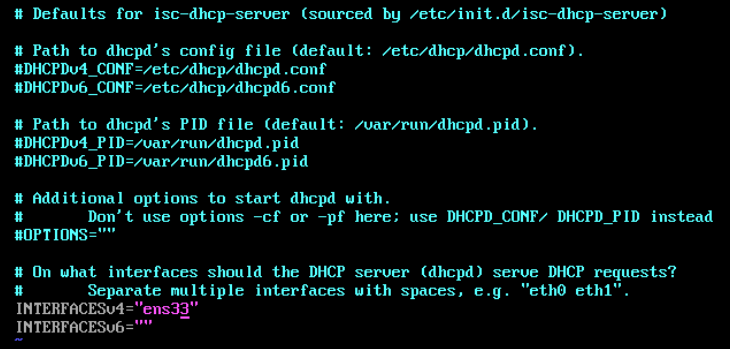 # Defaults for isc-dhcp-server (sourced by /etc/init.d/isc-dhcp-server)
# Path to dhcpd's config file (default: /etc/dhcp/dhcpd.conf).
#DHCPDv4_CONF=/etc/dhcp/dhcpd.conf
#DHCPDv6_CONF=/etc/dhcp/dhcpd6.conf
# Path to dhcpd's PID file (default: /var/run/dhcpd.pid).
#DHCPDv4_PID=/var/run/dhcpd.pid
#DHCPDv6_PID=/var/run/dhcpd6.pid
# Additional options to start dhcpd with.
#       Don't use options -cf or -pf here; use DHCPD_CONF/ DHCPD_PID instead
#OPTIONS=""
# On what interfaces should the DHCP server (dhcpd) serve DHCP requests?
#       Separate multiple interfaces with spaces, e.g. "eth0 eth1".
INTERFACESv4="ens33"
INTERFACESv6=""
~